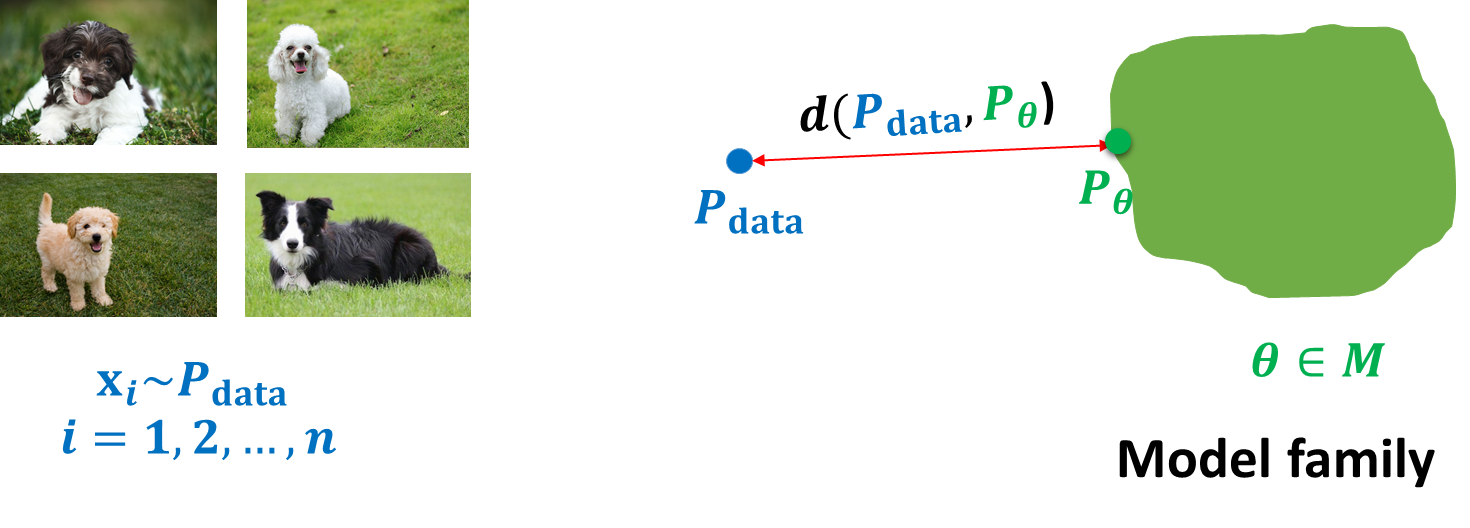 d(P_data, P_θ)
P_data
P_θ
x_i~P_data
i = 1, 2, …, n
θ ∈ M
Model family